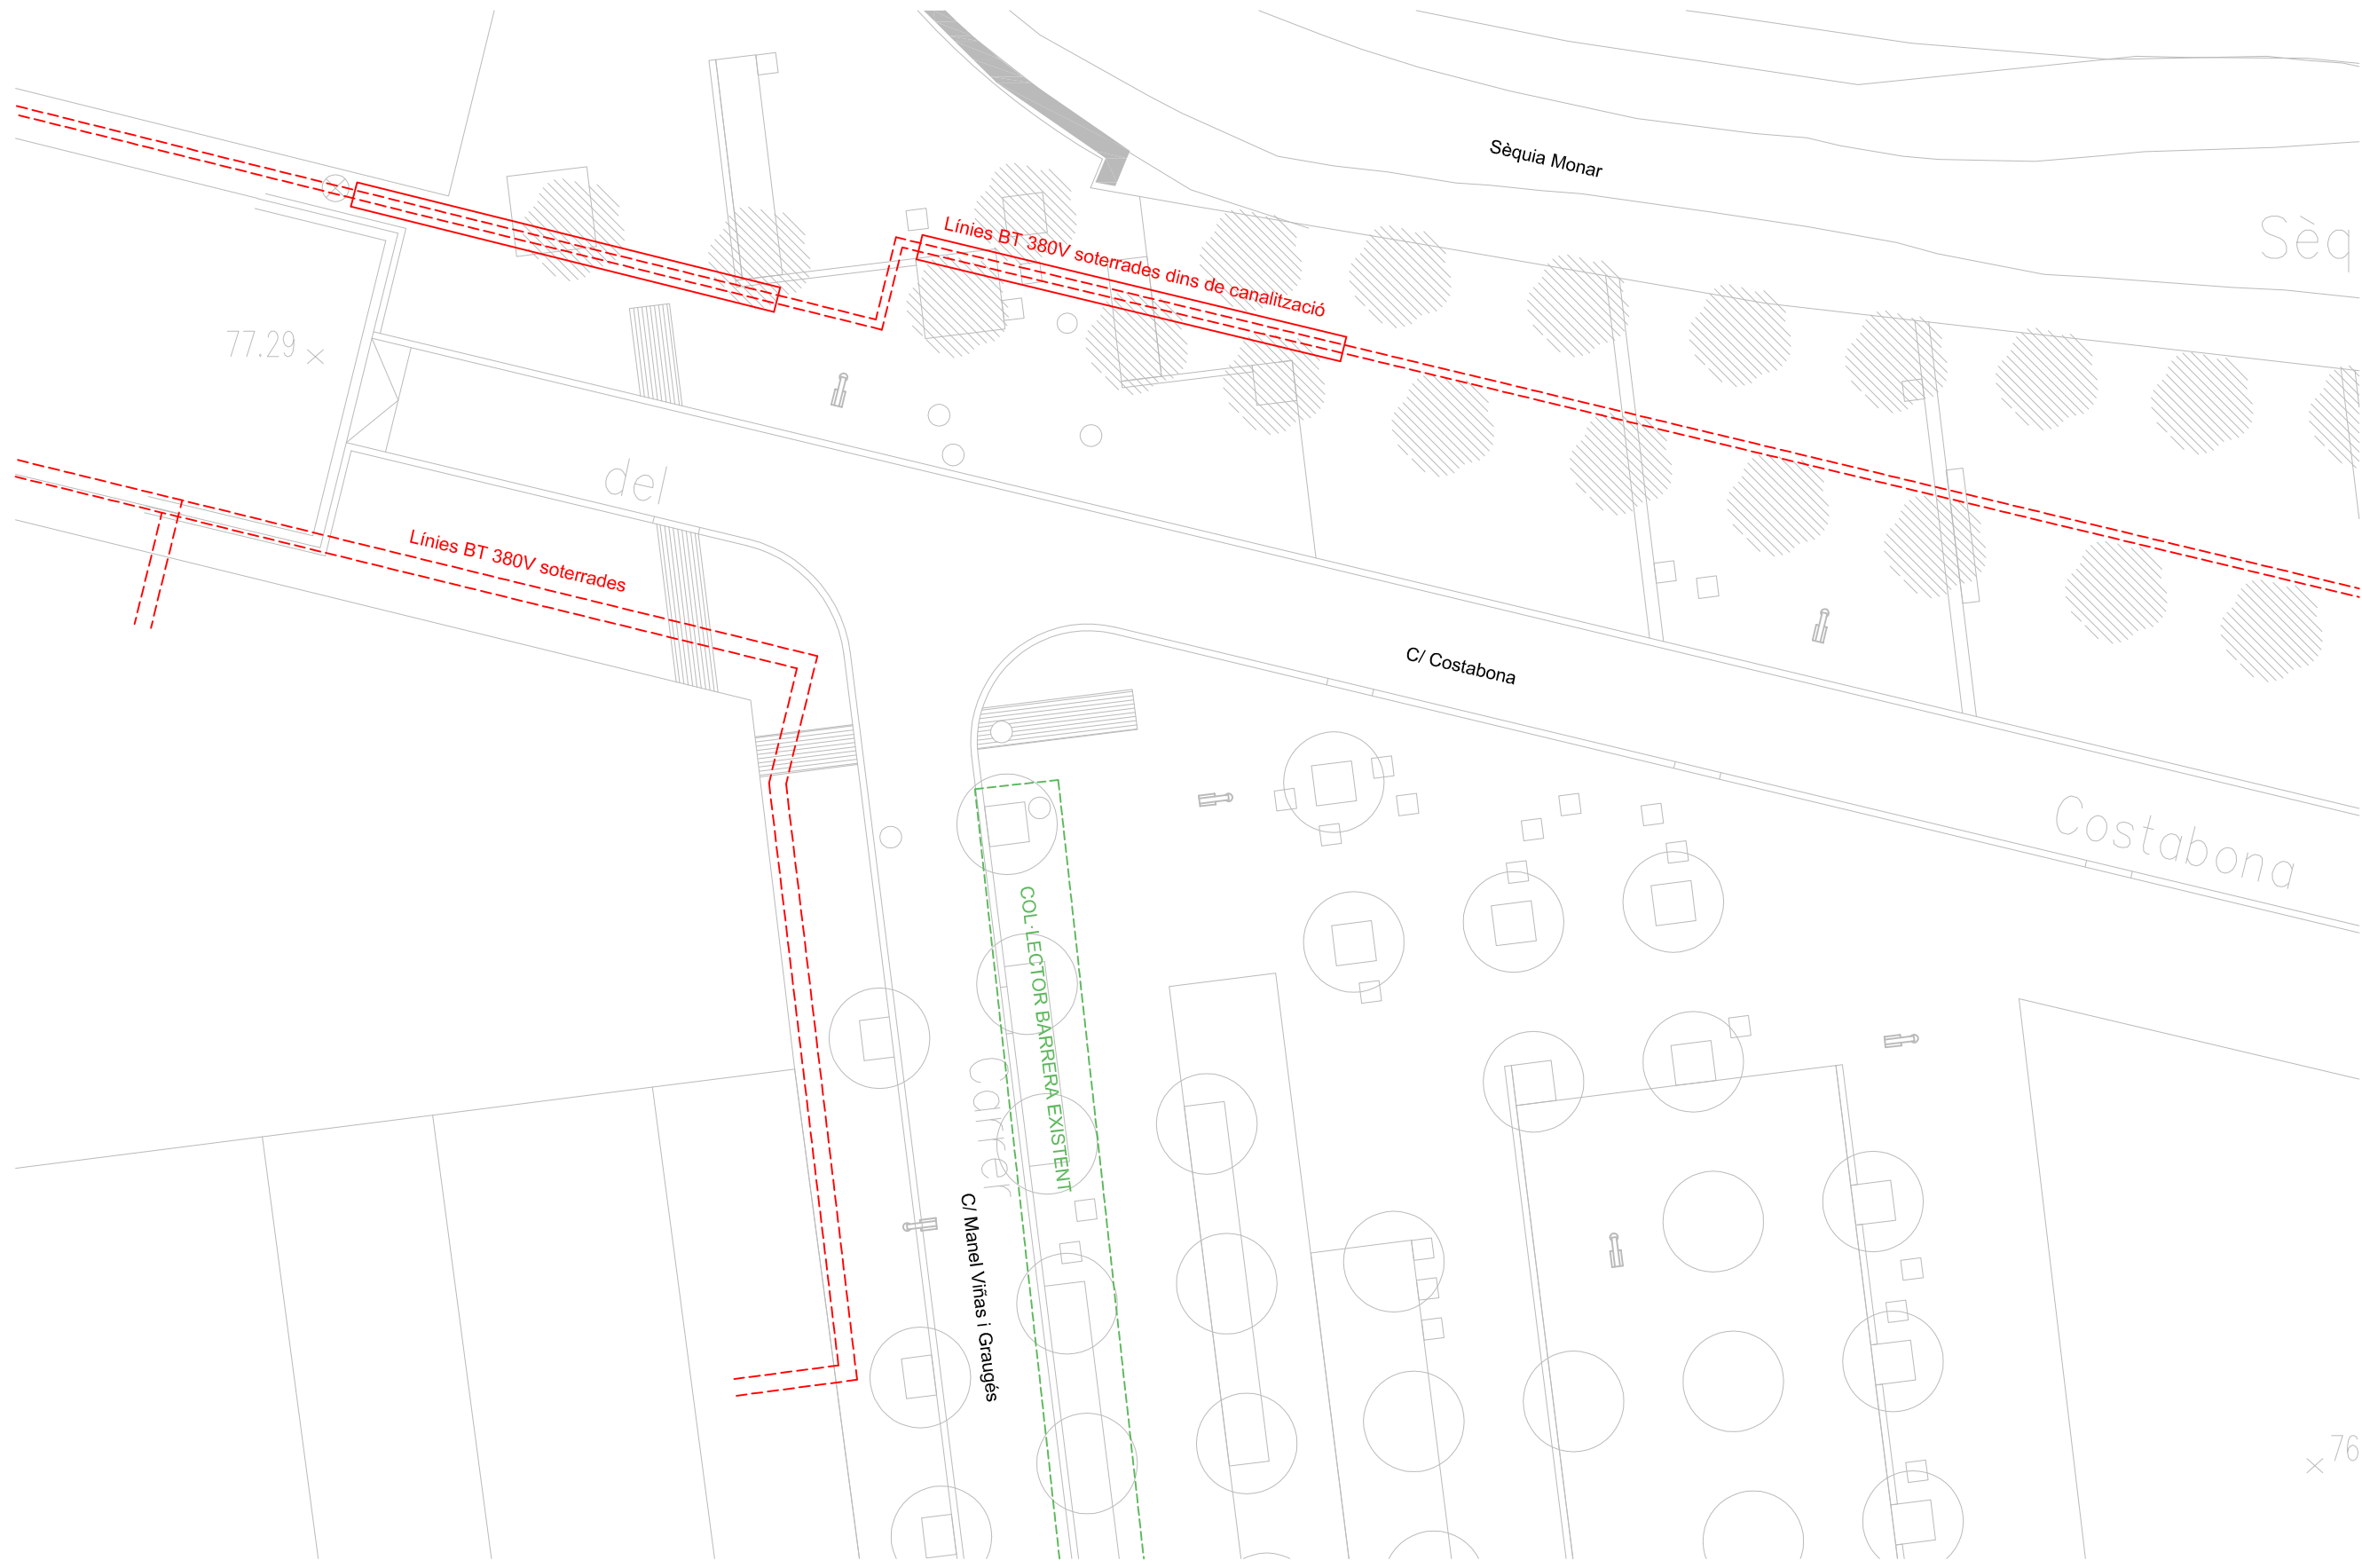 Sèquia Monar
Sèq
Línies BT 380V soterrades dins de canalització
77.29
del
Línies BT 380V soterrades
C/ Costabona
Costabona
COL·LECTOR BARRERA EXISTENT
Carrer
C/ Manel Viñas i Graugés
76